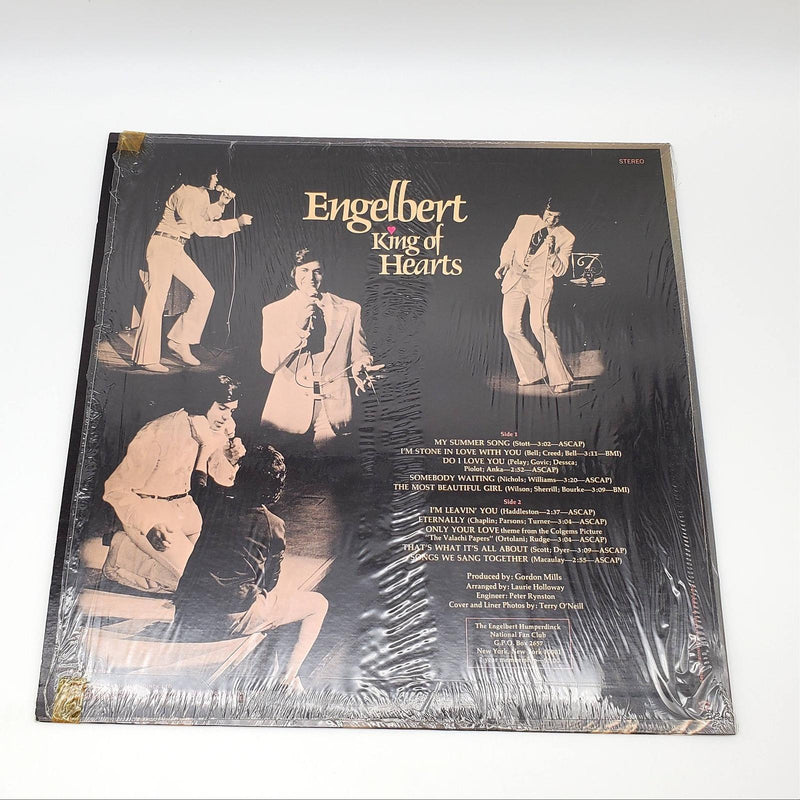 STEREO
Engelbert
King of
Hearts
Side 1
MY SUMMER SONG (Stott—3:02—ASCAP)
I'M STONE IN LOVE WITH YOU (Bell; Creed; Bell—3:11—BMI)
DO I LOVE YOU (Pelay; Govic; Dessca;
Piolot; Anka—2:52—ASCAP)
SOMEBODY WAITING (Nichols; Williams—3:20—ASCAP)
THE MOST BEAUTIFUL GIRL (Wilson; Sherrill; Bourke—3:09—BMI)
Side 2
I'M LEAVIN' YOU (Haddleston—2:37—ASCAP)
ETERNALLY (Chaplin; Parsons; Turner—3:04—ASCAP)
ONLY YOUR LOVE theme from the Colgems Picture
"The Valachi Papers" (Ortolani; Rudge—3:04—ASCAP)
THAT'S WHAT IT'S ALL ABOUT (Scott; Dyer—3:09—ASCAP)
SONGS WE SANG TOGETHER (Macaulay—2:55—ASCAP)
Produced by: Gordon Mills
Arranged by: Laurie Holloway
Engineer: Peter Rynston
Cover and Liner Photos by: Terry O'Neill
The Engelbert Humperdinck
National Fan Club
G.P.O. Box 2657
New York, New York 10001
year